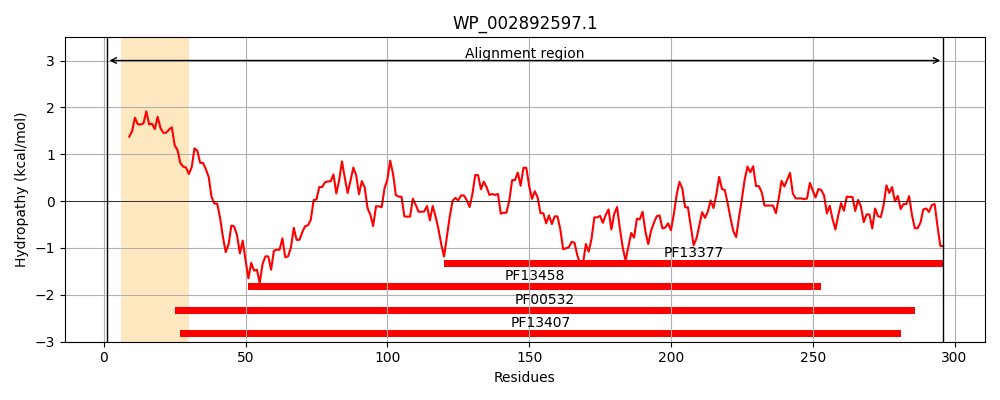 WP_002892597.1
Alignment region
Hydropathy (kcal/mol)
3
2
1
0
−1
−2
−3
PF13377
PF13458
PF00532
PF13407
0 50 100 150 200 250 300
Residues